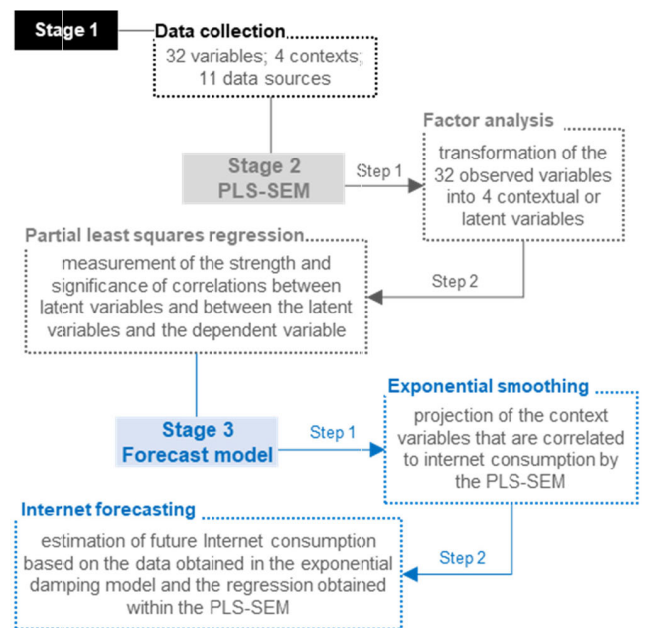 Stage 1
Data collection
32 variables; 4 contexts;
11 data sources
Factor analysis
Stage 2
PLS-SEM
Step 1
transformation of the
32 observed variables
into 4 contextual or
latent variables
Partial least squares regression
Step 2
measurement of the strength and
significance of correlations between
latent variables and between the latent
variables and the dependent variable
Exponential smoothing
Stage 3
Forecast model
Step 1
projection of the context
variables that are correlated
to internet consumption by
the PLS-SEM
Internet forecasting
Step 2
estimation of future Internet consumption
based on the data obtained in the exponential
damping model and the regression obtained
within the PLS-SEM